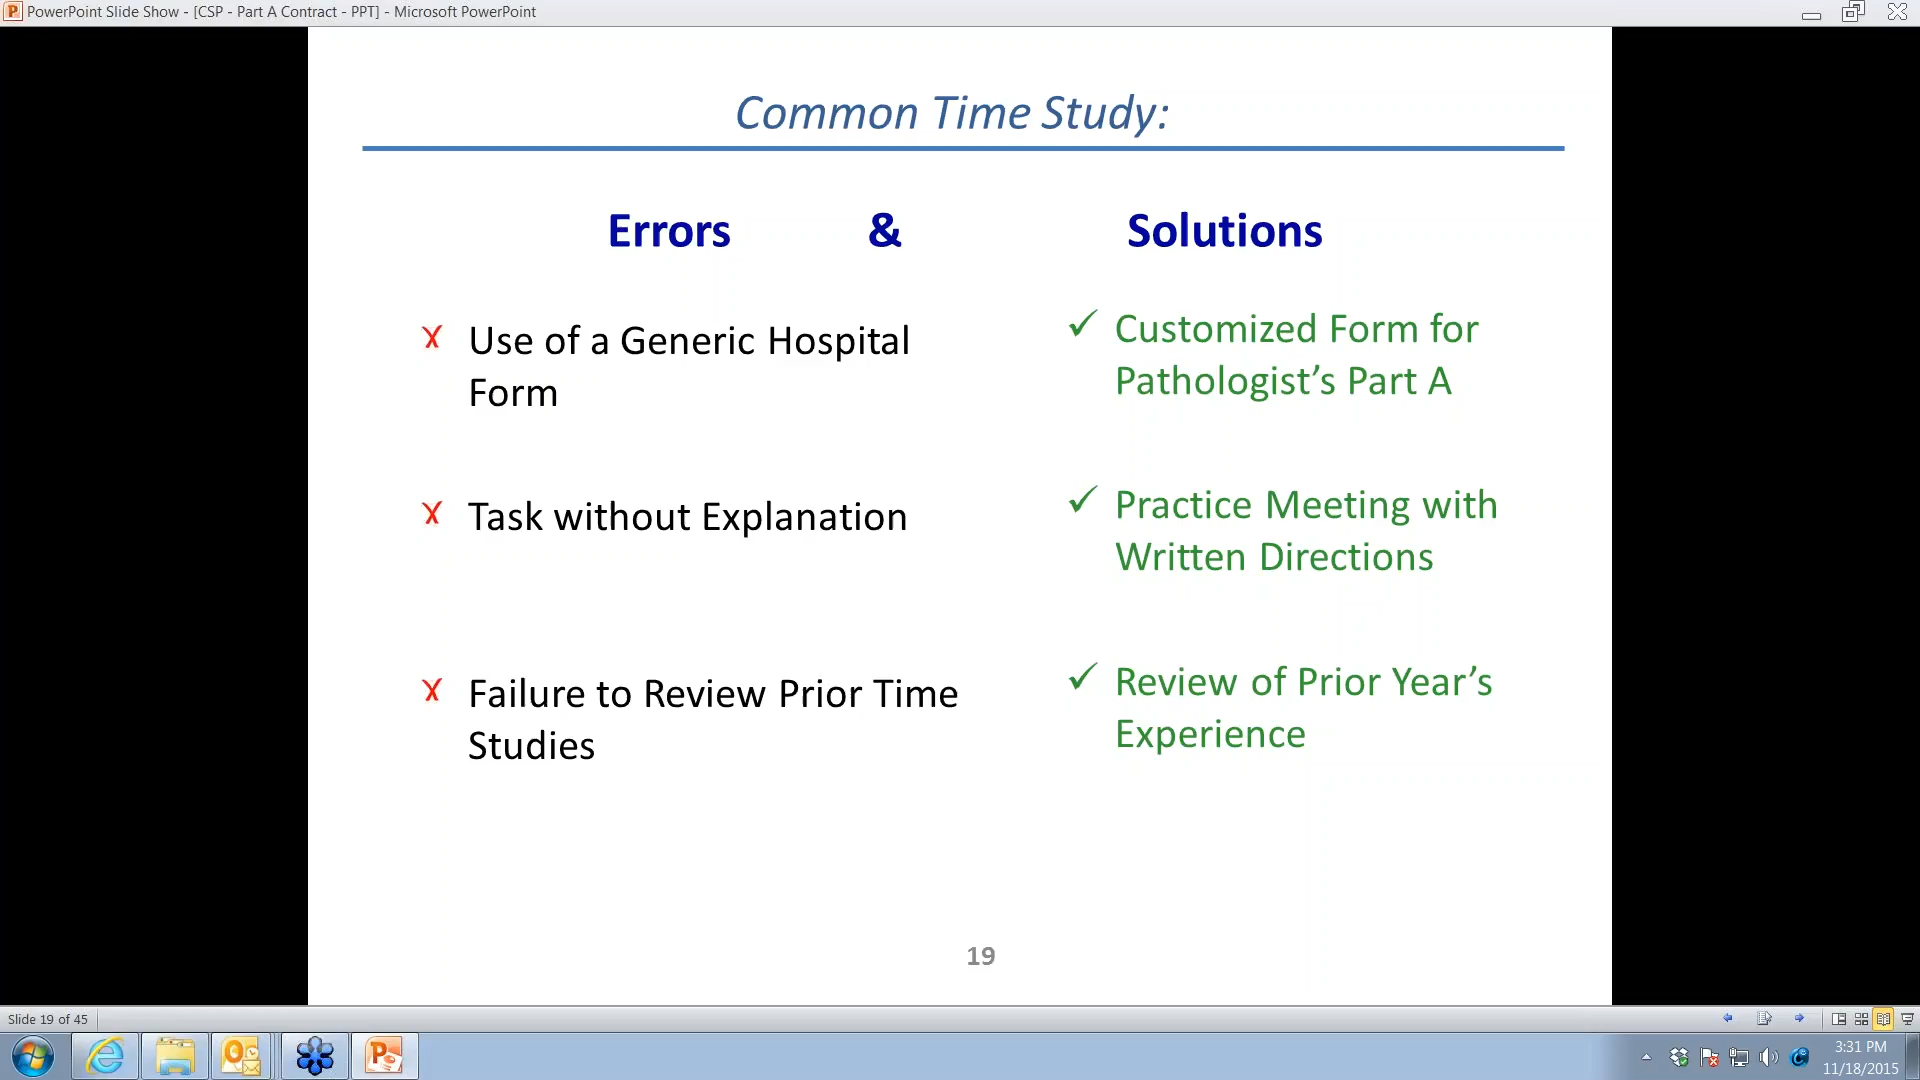 PowerPoint Slide Show - [CSP - Part A Contract - PPT] - Microsoft PowerPoint
Common Time Study:
Errors & Solutions
X Use of a Generic Hospital
Form
✓ Customized Form for
Pathologist’s Part A
X Task without Explanation
✓ Practice Meeting with
Written Directions
X Failure to Review Prior Time
Studies
✓ Review of Prior Year’s
Experience
19
Slide 19 of 45
3:31 PM
11/18/2015